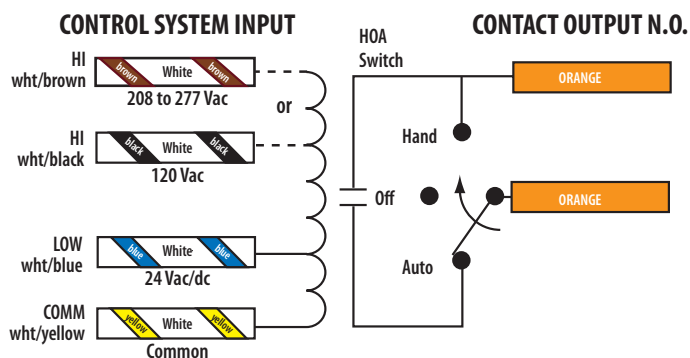 CONTROL SYSTEM INPUT
HI
wht/brown
brown
White
brown
208 to 277 Vac
or
HI
wht/black
black
White
black
120 Vac
LOW
wht/blue
blue
White
blue
24 Vac/dc
COMM
wht/yellow
yellow
White
yellow
Common
HOA
Switch
CONTACT OUTPUT N.O.
ORANGE
Hand
Off
ORANGE
Auto